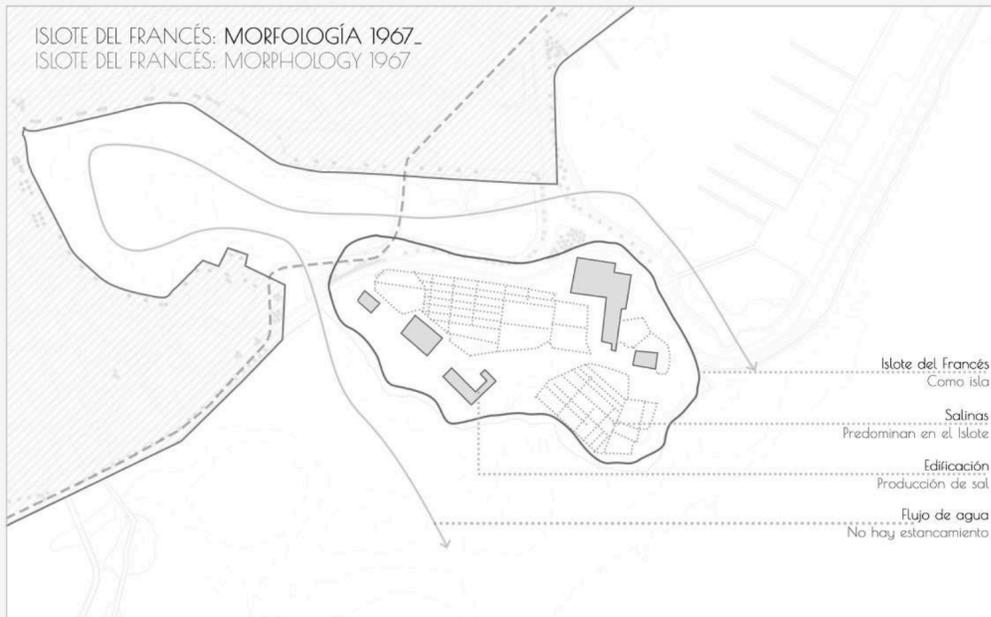 ISLOTE DEL FRANCÉS: MORFOLOGÍA 1967_
ISLOTE DEL FRANCÉS: MORPHOLOGY 1967
Islote del Francés
Como isla
Salinas
Predominan en el Islote
Edificación
Producción de sal
Flujo de agua
No hay estancamiento